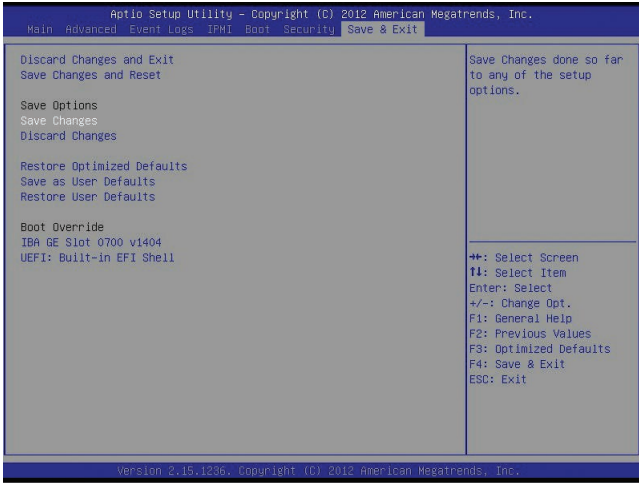 Aptio Setup Utility – Copyright (C) 2012 American Megatrends, Inc.
Main Advanced Event Logs IPMI Boot Security Save & Exit
Discard Changes and Exit
Save Changes and Reset
Save Options
Save Changes
Discard Changes
Restore Optimized Defaults
Save as User Defaults
Restore User Defaults
Boot Override
IBA GE Slot 0700 v1404
UEFI: Built-in EFI Shell
Save Changes done so far
to any of the setup
options.
→←: Select Screen
↑↓: Select Item
Enter: Select
+/-: Change Opt.
F1: General Help
F2: Previous Values
F3: Optimized Defaults
F4: Save & Exit
ESC: Exit
Version 2.15.1236. Copyright (C) 2012 American Megatrends, Inc.